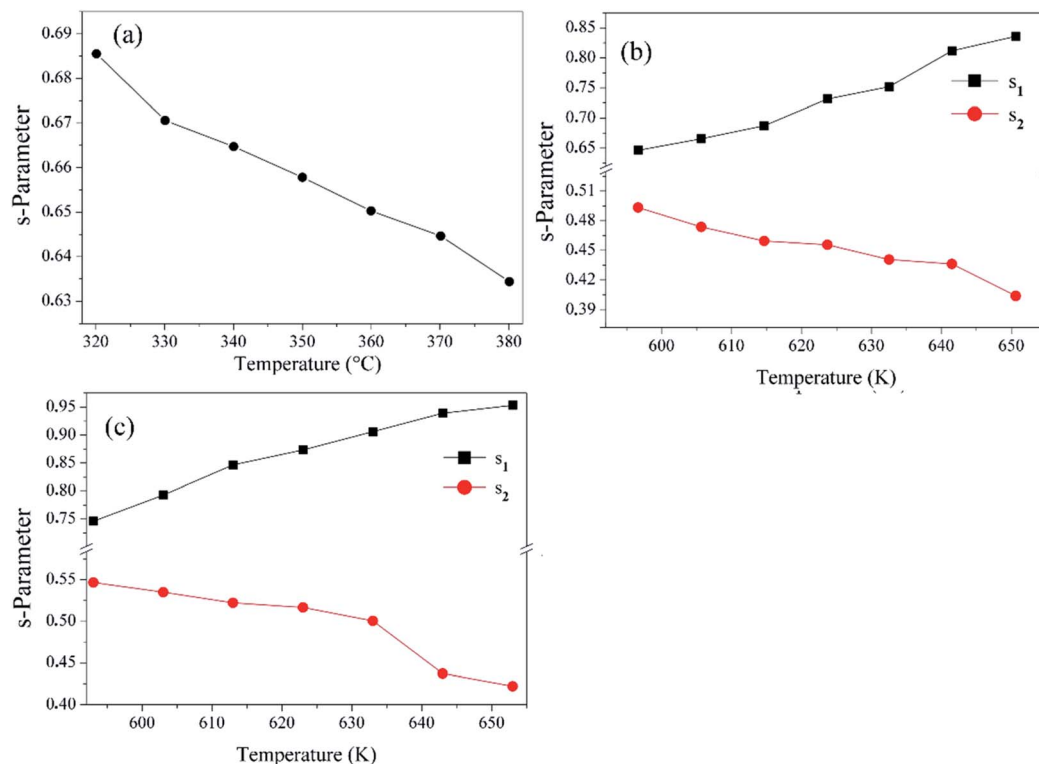 (a)
0.69
0.68
0.67
0.66
0.65
0.64
0.63
s-Parameter
320 330 340 350 360 370 380
Temperature (°C)
(b)
0.85
0.80
0.75
0.70
0.65
0.51
0.48
0.45
0.42
0.39
s-Parameter
s1
s2
600 610 620 630 640 650
Temperature (K)
(c)
0.95
0.90
0.85
0.80
0.75
0.55
0.50
0.45
0.40
s-Parameter
s1
s2
600 610 620 630 640 650
Temperature (K)